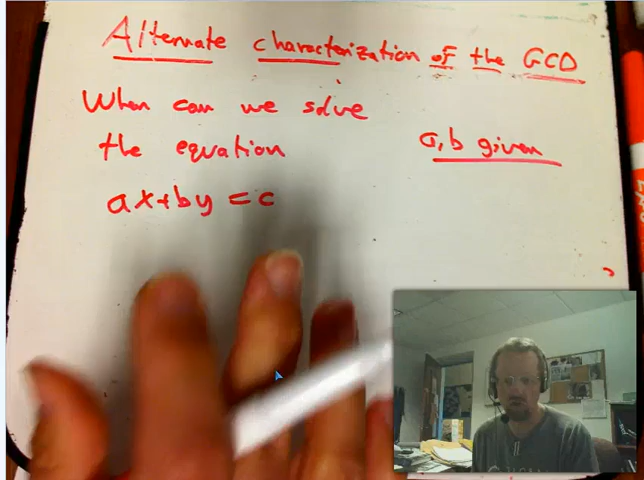 Alternate characterization of the GCD
When can we solve
the equation
a,b given
ax+by=c